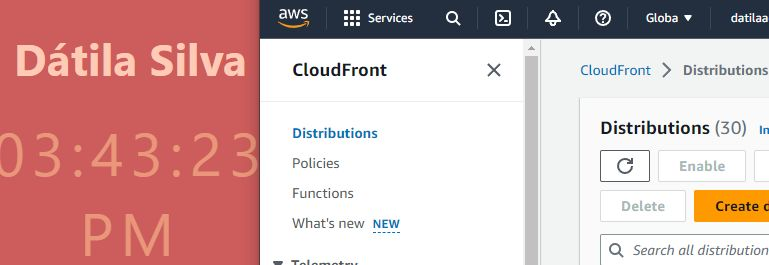 Dátila Silva
03:43:23
PM
aws
Services
Globa
datilaa
CloudFront
Distributions
Policies
Functions
What's new NEW
Telemetry
CloudFront > Distributions
Distributions (30) In
Enable
Delete
Create d
Search all distribution